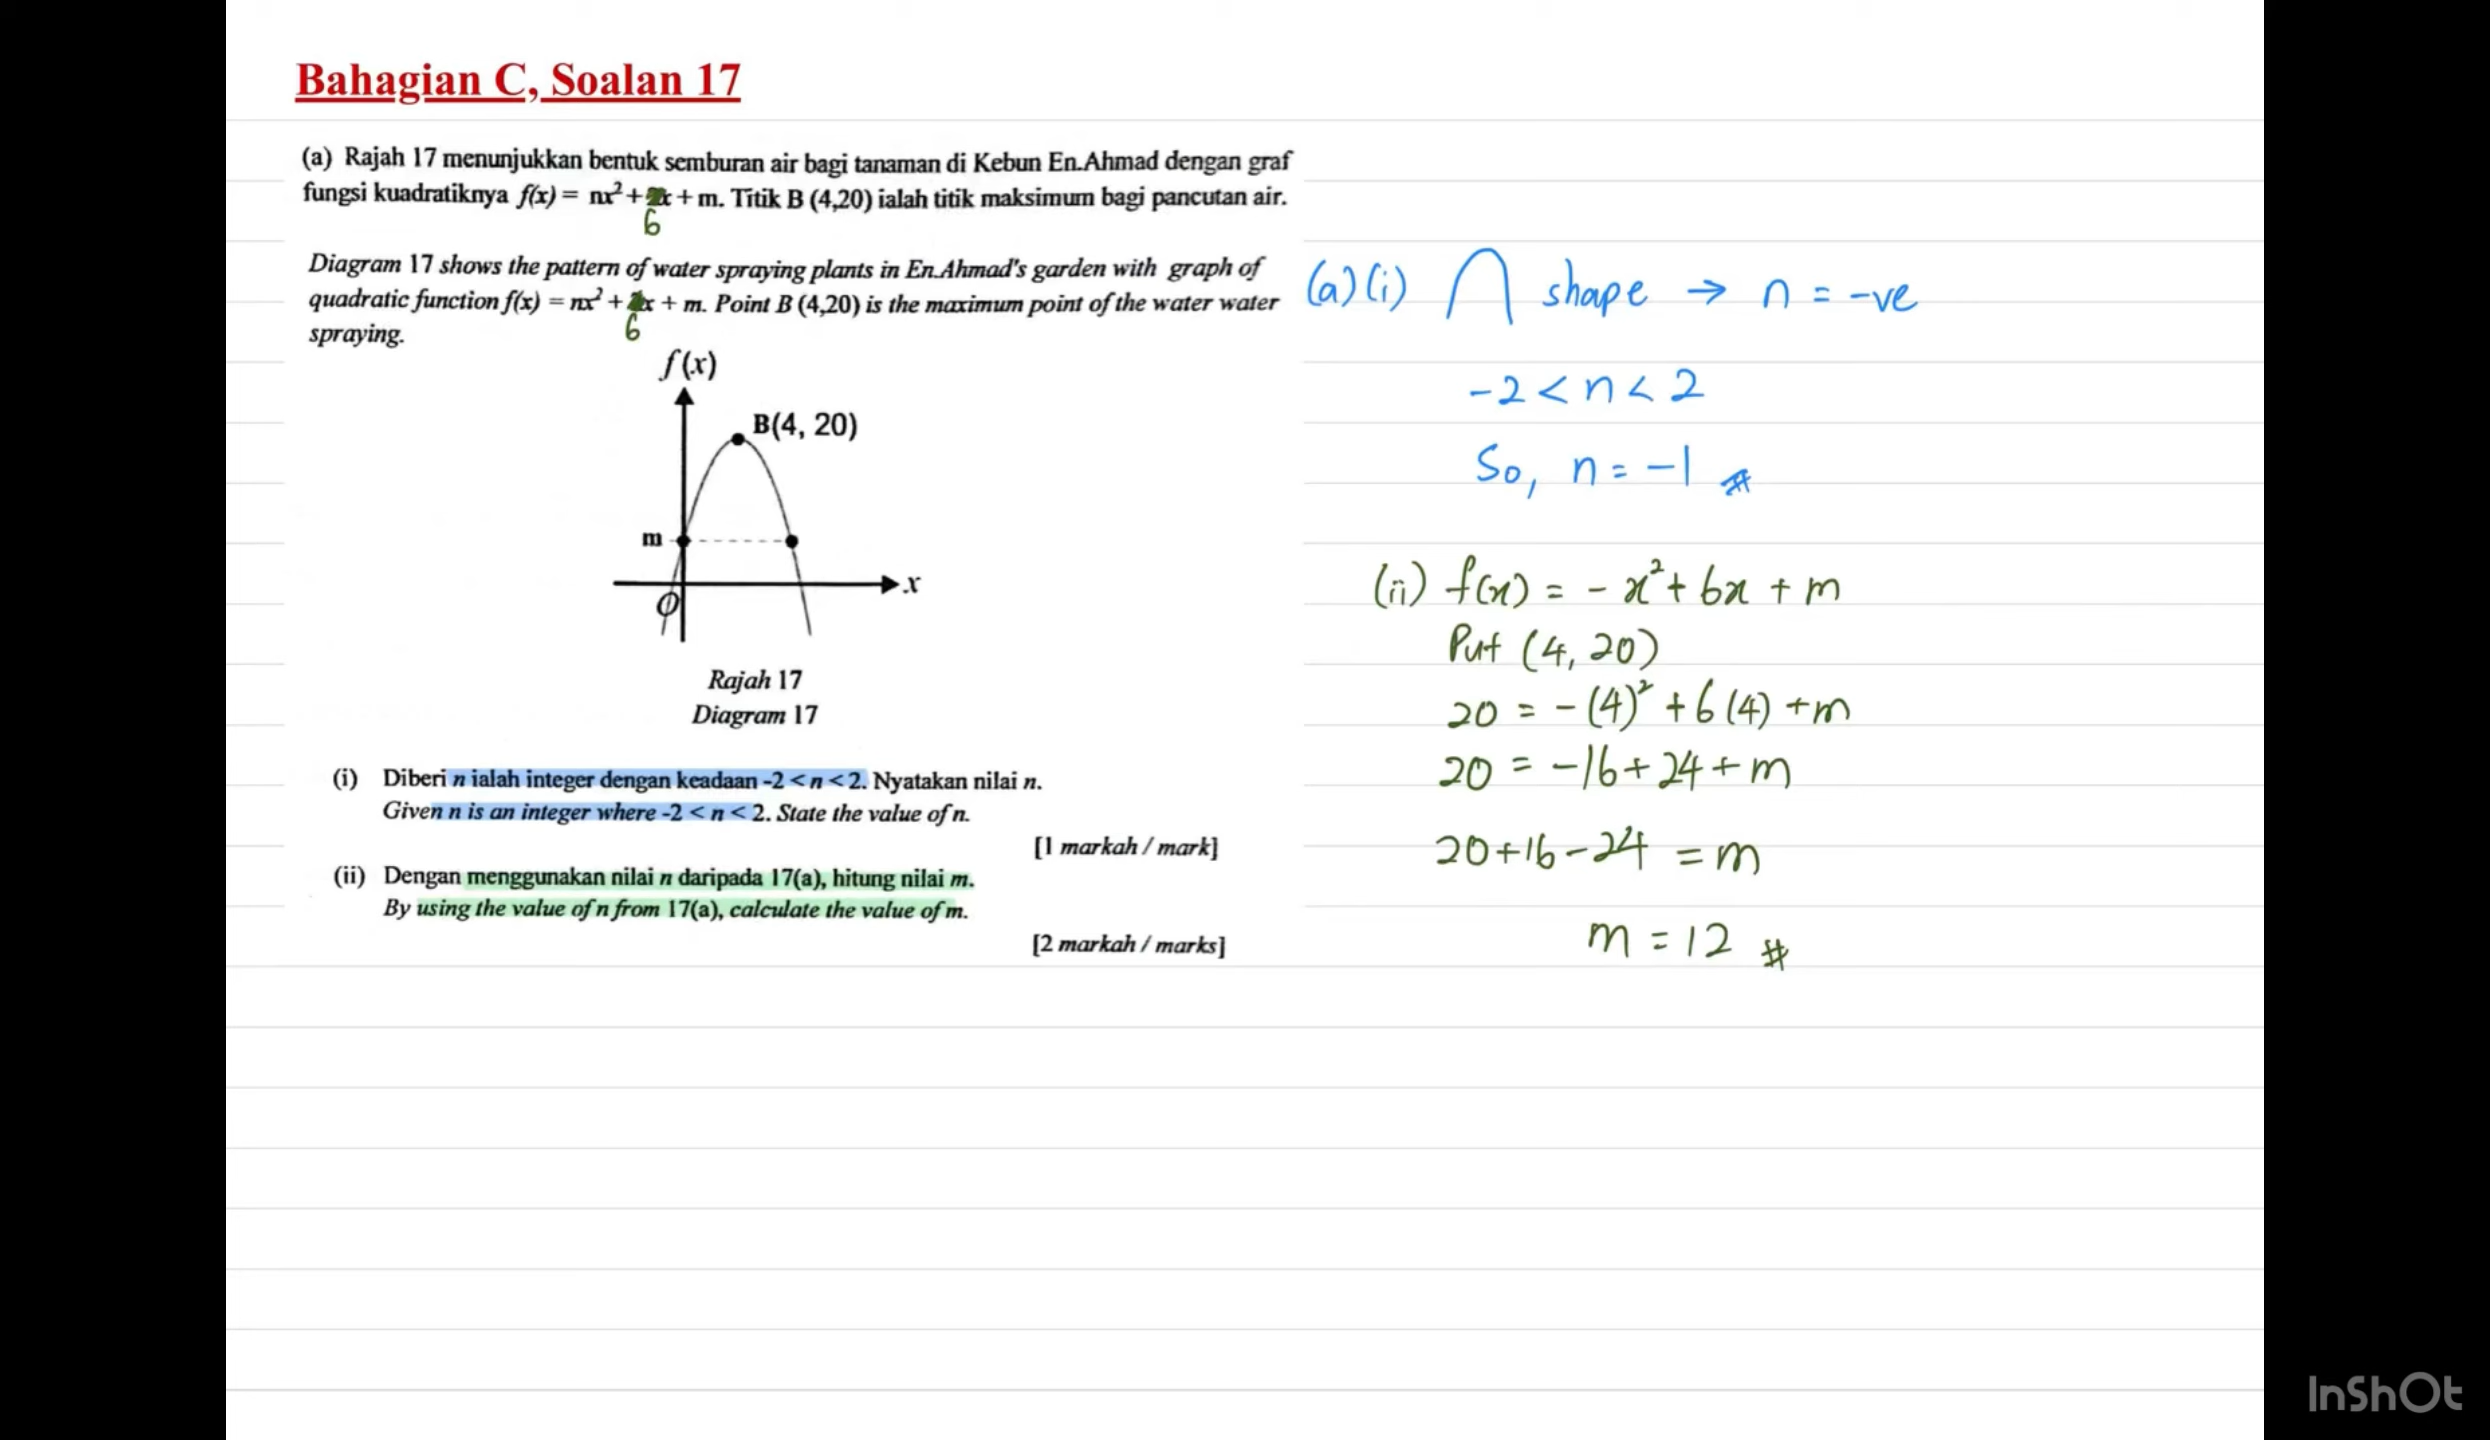 Bahagian C, Soalan 17
(a) Rajah 17 menunjukkan bentuk semburan air bagi tanaman di Kebun En.Ahmad dengan graf
fungsi kuadratiknya f(x) = nx² + x + m. Titik B (4,20) ialah titik maksimum bagi pancutan air.
6
Diagram 17 shows the pattern of water spraying plants in En.Ahmad's garden with graph of
quadratic function f(x) = nx² + x + m. Point B (4,20) is the maximum point of the water water
6
spraying.
f(x)
B(4, 20)
m
x
O
Rajah 17
Diagram 17
(i) Diberi n ialah integer dengan keadaan -2 < n < 2. Nyatakan nilai n.
Given n is an integer where -2 < n < 2. State the value of n.
[1 markah / mark]
(ii) Dengan menggunakan nilai n daripada 17(a), hitung nilai m.
By using the value of n from 17(a), calculate the value of m.
[2 markah / marks]
(a)(i) ∩ shape → n = -ve
-2 < n < 2
So, n = -1 #
(ii) f(x) = - x² + 6x + m
Put (4, 20)
20 = -(4)² + 6(4) + m
20 = -16 + 24 + m
20 + 16 - 24 = m
m = 12 #
InShOt